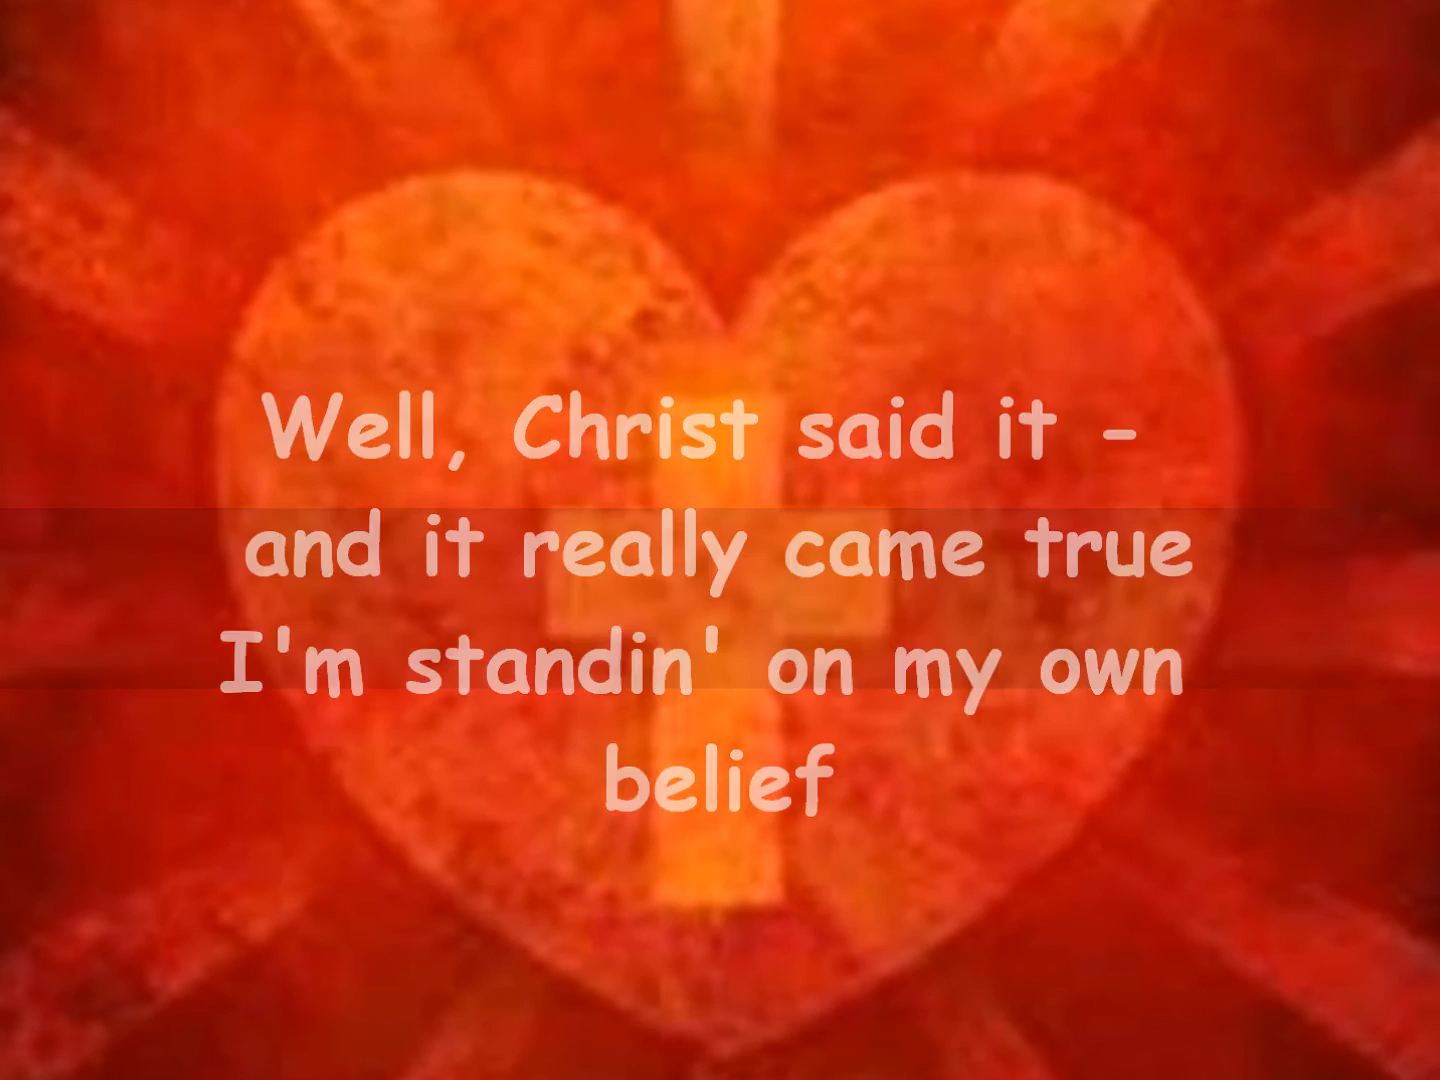 Well, Christ said it -
and it really came true
I'm standin' on my own
belief